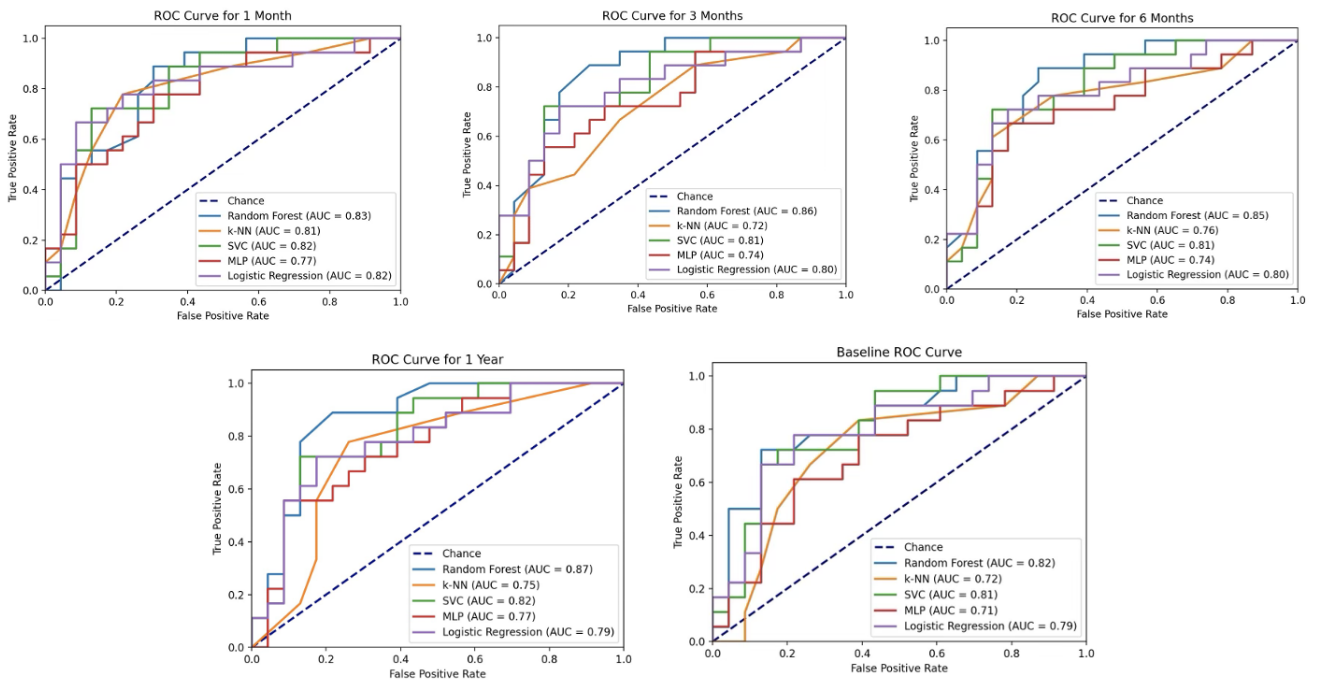 ROC Curve for 1 Month
True Positive Rate
1.0
0.8
0.6
0.4
0.2
0.0
Chance
Random Forest (AUC = 0.83)
k-NN (AUC = 0.81)
SVC (AUC = 0.82)
MLP (AUC = 0.77)
Logistic Regression (AUC = 0.82)
0.0 0.2 0.4 0.6 0.8 1.0
False Positive Rate
ROC Curve for 3 Months
True Positive Rate
1.0
0.8
0.6
0.4
0.2
0.0
Chance
Random Forest (AUC = 0.86)
k-NN (AUC = 0.72)
SVC (AUC = 0.81)
MLP (AUC = 0.74)
Logistic Regression (AUC = 0.80)
0.0 0.2 0.4 0.6 0.8 1.0
False Positive Rate
ROC Curve for 6 Months
True Positive Rate
1.0
0.8
0.6
0.4
0.2
0.0
Chance
Random Forest (AUC = 0.85)
k-NN (AUC = 0.76)
SVC (AUC = 0.81)
MLP (AUC = 0.74)
Logistic Regression (AUC = 0.80)
0.0 0.2 0.4 0.6 0.8 1.0
False Positive Rate
ROC Curve for 1 Year
True Positive Rate
1.0
0.8
0.6
0.4
0.2
0.0
Chance
Random Forest (AUC = 0.87)
k-NN (AUC = 0.75)
SVC (AUC = 0.82)
MLP (AUC = 0.77)
Logistic Regression (AUC = 0.79)
0.0 0.2 0.4 0.6 0.8 1.0
False Positive Rate
Baseline ROC Curve
True Positive Rate
1.0
0.8
0.6
0.4
0.2
0.0
Chance
Random Forest (AUC = 0.82)
k-NN (AUC = 0.72)
SVC (AUC = 0.81)
MLP (AUC = 0.71)
Logistic Regression (AUC = 0.79)
0.0 0.2 0.4 0.6 0.8 1.0
False Positive Rate